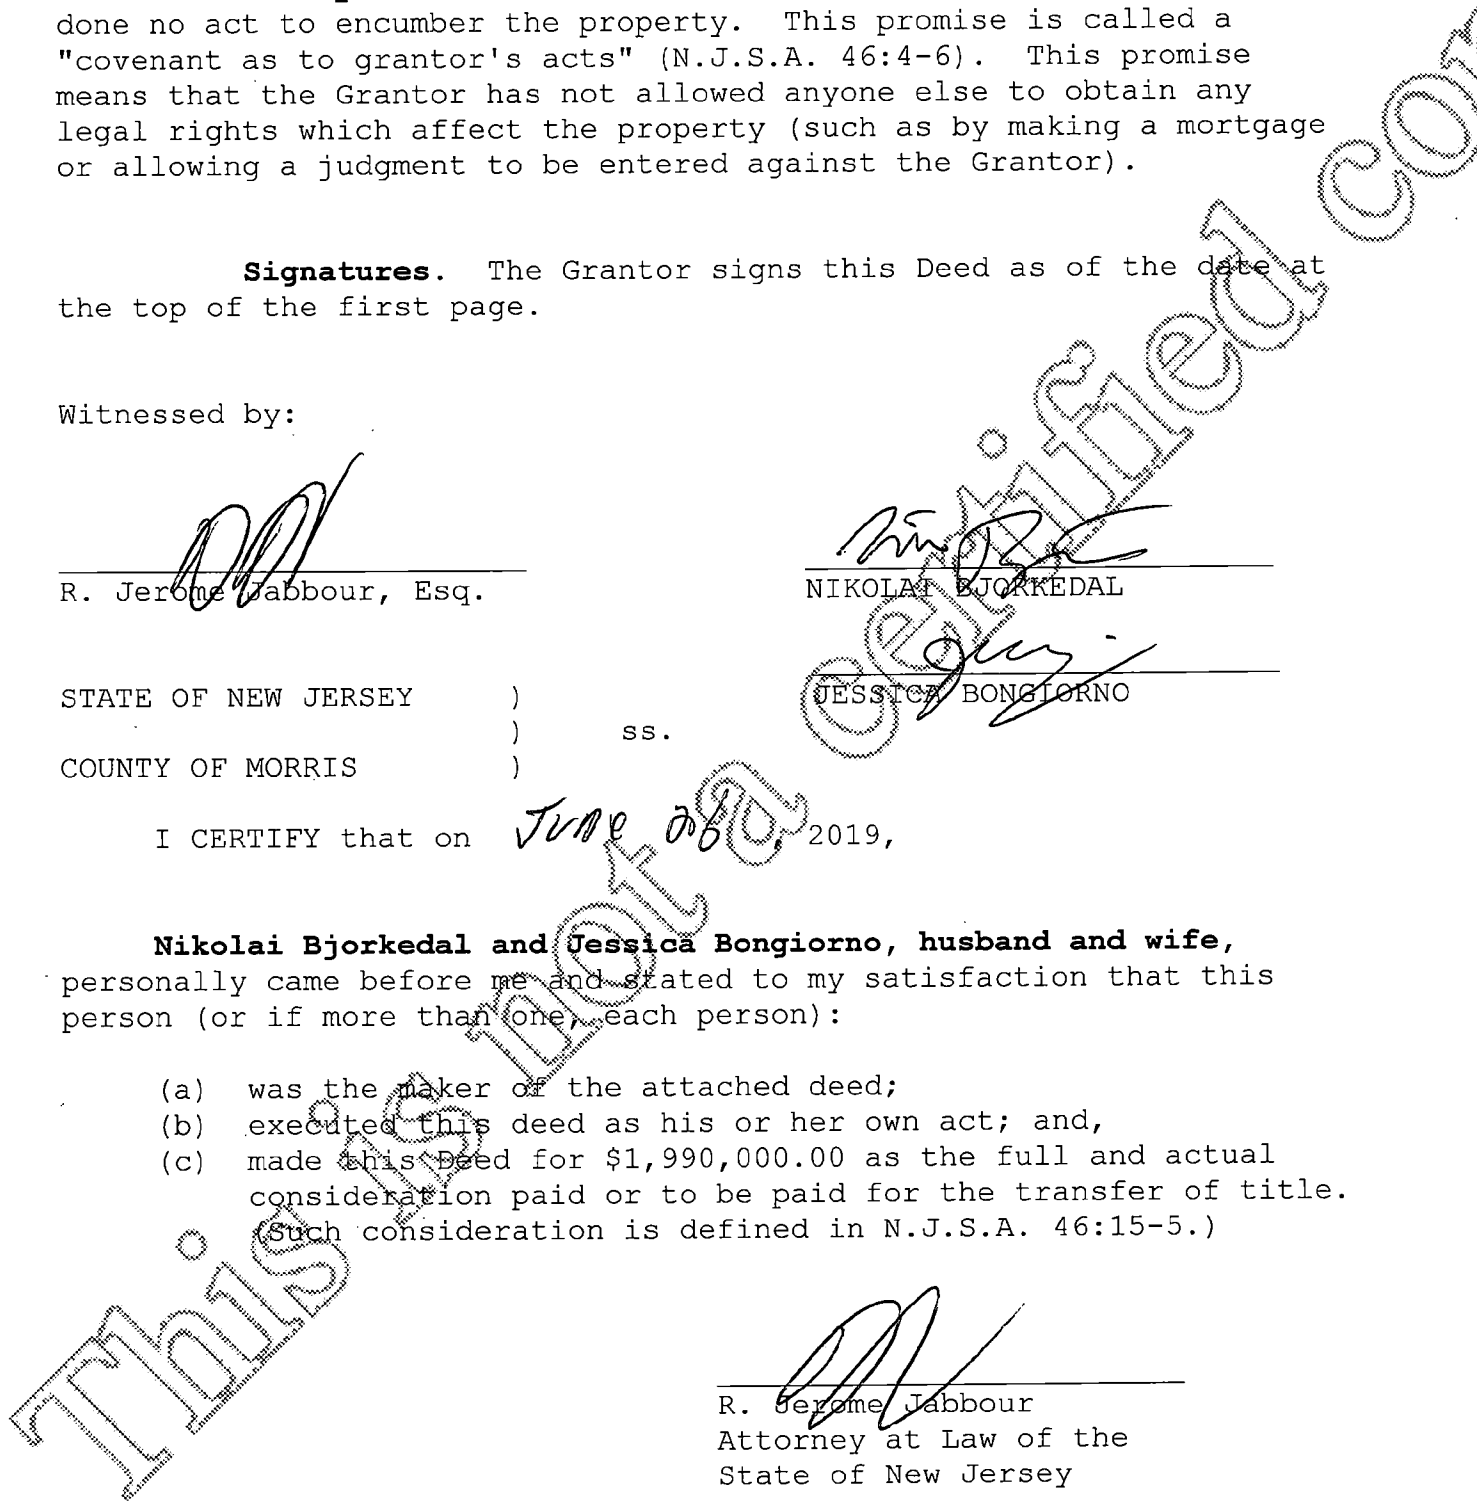 done no act to encumber the property. This promise is called a
"covenant as to grantor's acts" (N.J.S.A. 46:4-6). This promise
means that the Grantor has not allowed anyone else to obtain any
legal rights which affect the property (such as by making a mortgage
or allowing a judgment to be entered against the Grantor).
Signatures. The Grantor signs this Deed as of the date at
the top of the first page.
Witnessed by:
R. Jerome Jabbour, Esq.
NIKOLAI BJORKEDAL
JESSICA BONGIORNO
STATE OF NEW JERSEY )
) ss.
COUNTY OF MORRIS )
I CERTIFY that on June 26, 2019,
Nikolai Bjorkedal and Jessica Bongiorno, husband and wife,
personally came before me and stated to my satisfaction that this
person (or if more than one, each person):
(a) was the maker of the attached deed;
(b) executed this deed as his or her own act; and,
(c) made this Deed for $1,990,000.00 as the full and actual
consideration paid or to be paid for the transfer of title.
(Such consideration is defined in N.J.S.A. 46:15-5.)
R. Jerome Jabbour
Attorney at Law of the
State of New Jersey
This is not a certified